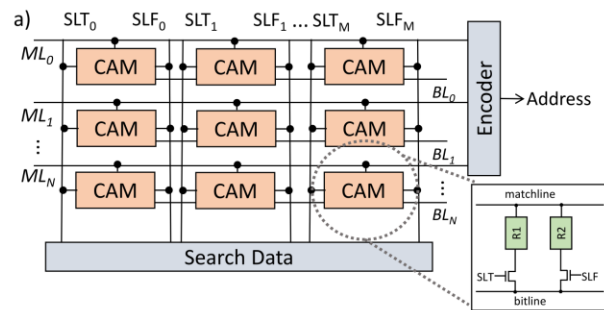 a)
SLT0 SLF0 SLT1 SLF1 ... SLTM SLFM
ML0 CAM CAM CAM
BL0
ML1 CAM CAM CAM
BL1
⋮ ⋮
MLN CAM CAM CAM
BLN
Encoder
Address
Search Data
matchline
R1 R2
SLT SLF
bitline